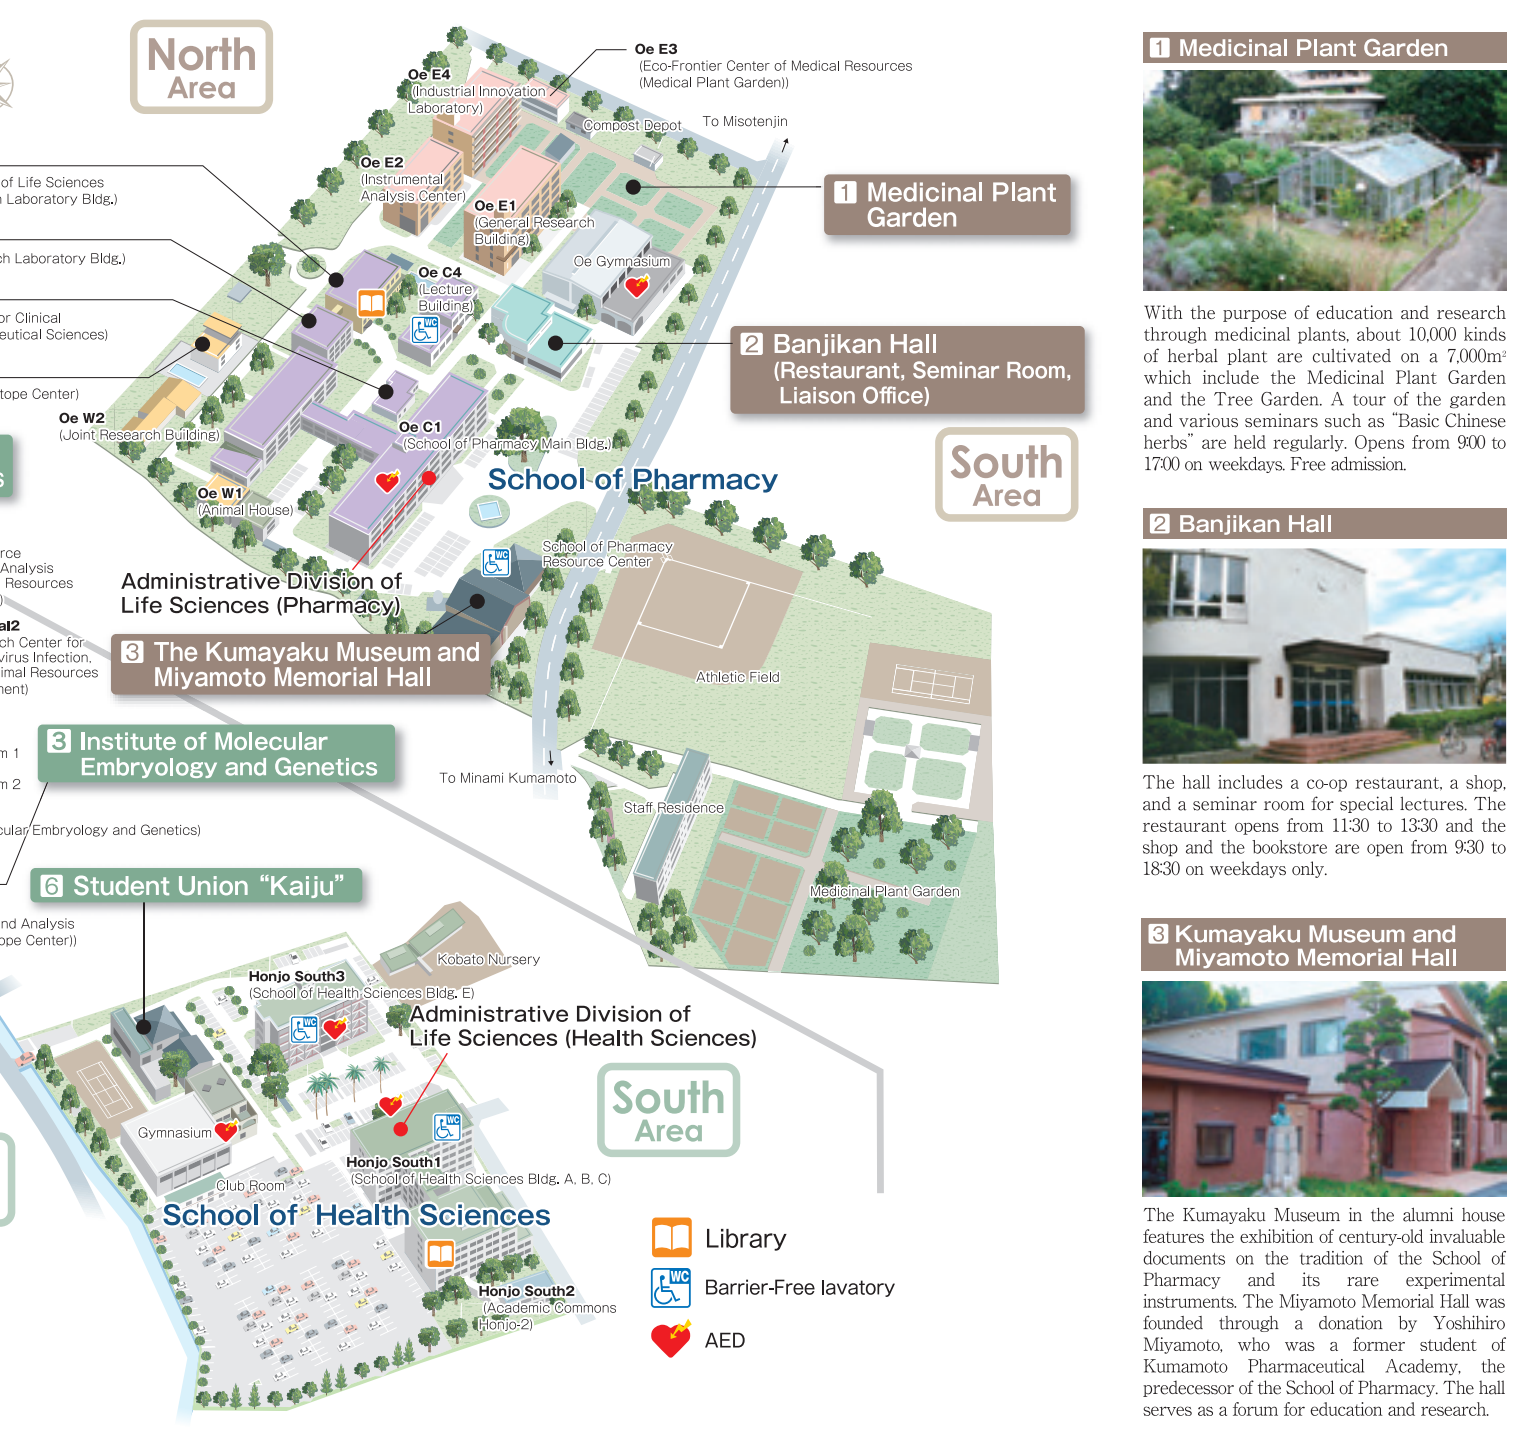 North
Area
Oe E3
(Eco-Frontier Center of Medical Resources
(Medical Plant Garden))
Oe E4
(Industrial Innovation
Laboratory)
Compost Depot
To Misotenjin
Oe E2
(Instrumental
Analysis Center)
of Life Sciences
Laboratory Bldg.)
Oe E1
(General Research
Building)
1 Medicinal Plant
Garden
Laboratory Bldg.)
Oe Gymnasium
Oe C4
(Lecture
Building)
WC
or Clinical
2 Banjikan Hall
(Restaurant, Seminar Room,
Liaison Office)
Center)
Oe W2
(Joint Research Building)
Oe C1
(School of Pharmacy Main Bldg.)
School of Pharmacy
South
Area
Oe W1
(Animal House)
School of Pharmacy
Resource Center
WC
Analysis
Resources
Administrative Division of
Life Sciences (Pharmacy)
Center for
Infection,
Resources
3 The Kumayaku Museum and
Miyamoto Memorial Hall
Athletic Field
3 Institute of Molecular
Embryology and Genetics
1
2
To Minami Kumamoto
Staff Residence
Embryology and Genetics)
6 Student Union “Kaiju”
Medicinal Plant Garden
Analysis
Center))
Kobato Nursery
Honjo South3
(School of Health Sciences Bldg. E)
WC
Administrative Division of
Life Sciences (Health Sciences)
South
Area
Gymnasium
WC
Honjo South1
(School of Health Sciences Bldg. A, B, C)
Club Room
School of Health Sciences
Honjo South2
(Academic Commons
Honjo-2)
Library
WC
Barrier-Free lavatory
AED
1 Medicinal Plant Garden
With the purpose of education and research
through medicinal plants, about 10,000 kinds
of herbal plant are cultivated on a 7,000m²
which include the Medicinal Plant Garden
and the Tree Garden. A tour of the garden
and various seminars such as “Basic Chinese
herbs” are held regularly. Opens from 9:00 to
17:00 on weekdays. Free admission.
2 Banjikan Hall
The hall includes a co-op restaurant, a shop,
and a seminar room for special lectures. The
restaurant opens from 11:30 to 13:30 and the
shop and the bookstore are open from 9:30 to
18:30 on weekdays only.
3 Kumayaku Museum and
Miyamoto Memorial Hall
The Kumayaku Museum in the alumni house
features the exhibition of century-old invaluable
documents on the tradition of the School of
Pharmacy and its rare experimental
instruments. The Miyamoto Memorial Hall was
founded through a donation by Yoshihiro
Miyamoto, who was a former student of
Kumamoto Pharmaceutical Academy, the
predecessor of the School of Pharmacy. The hall
serves as a forum for education and research.